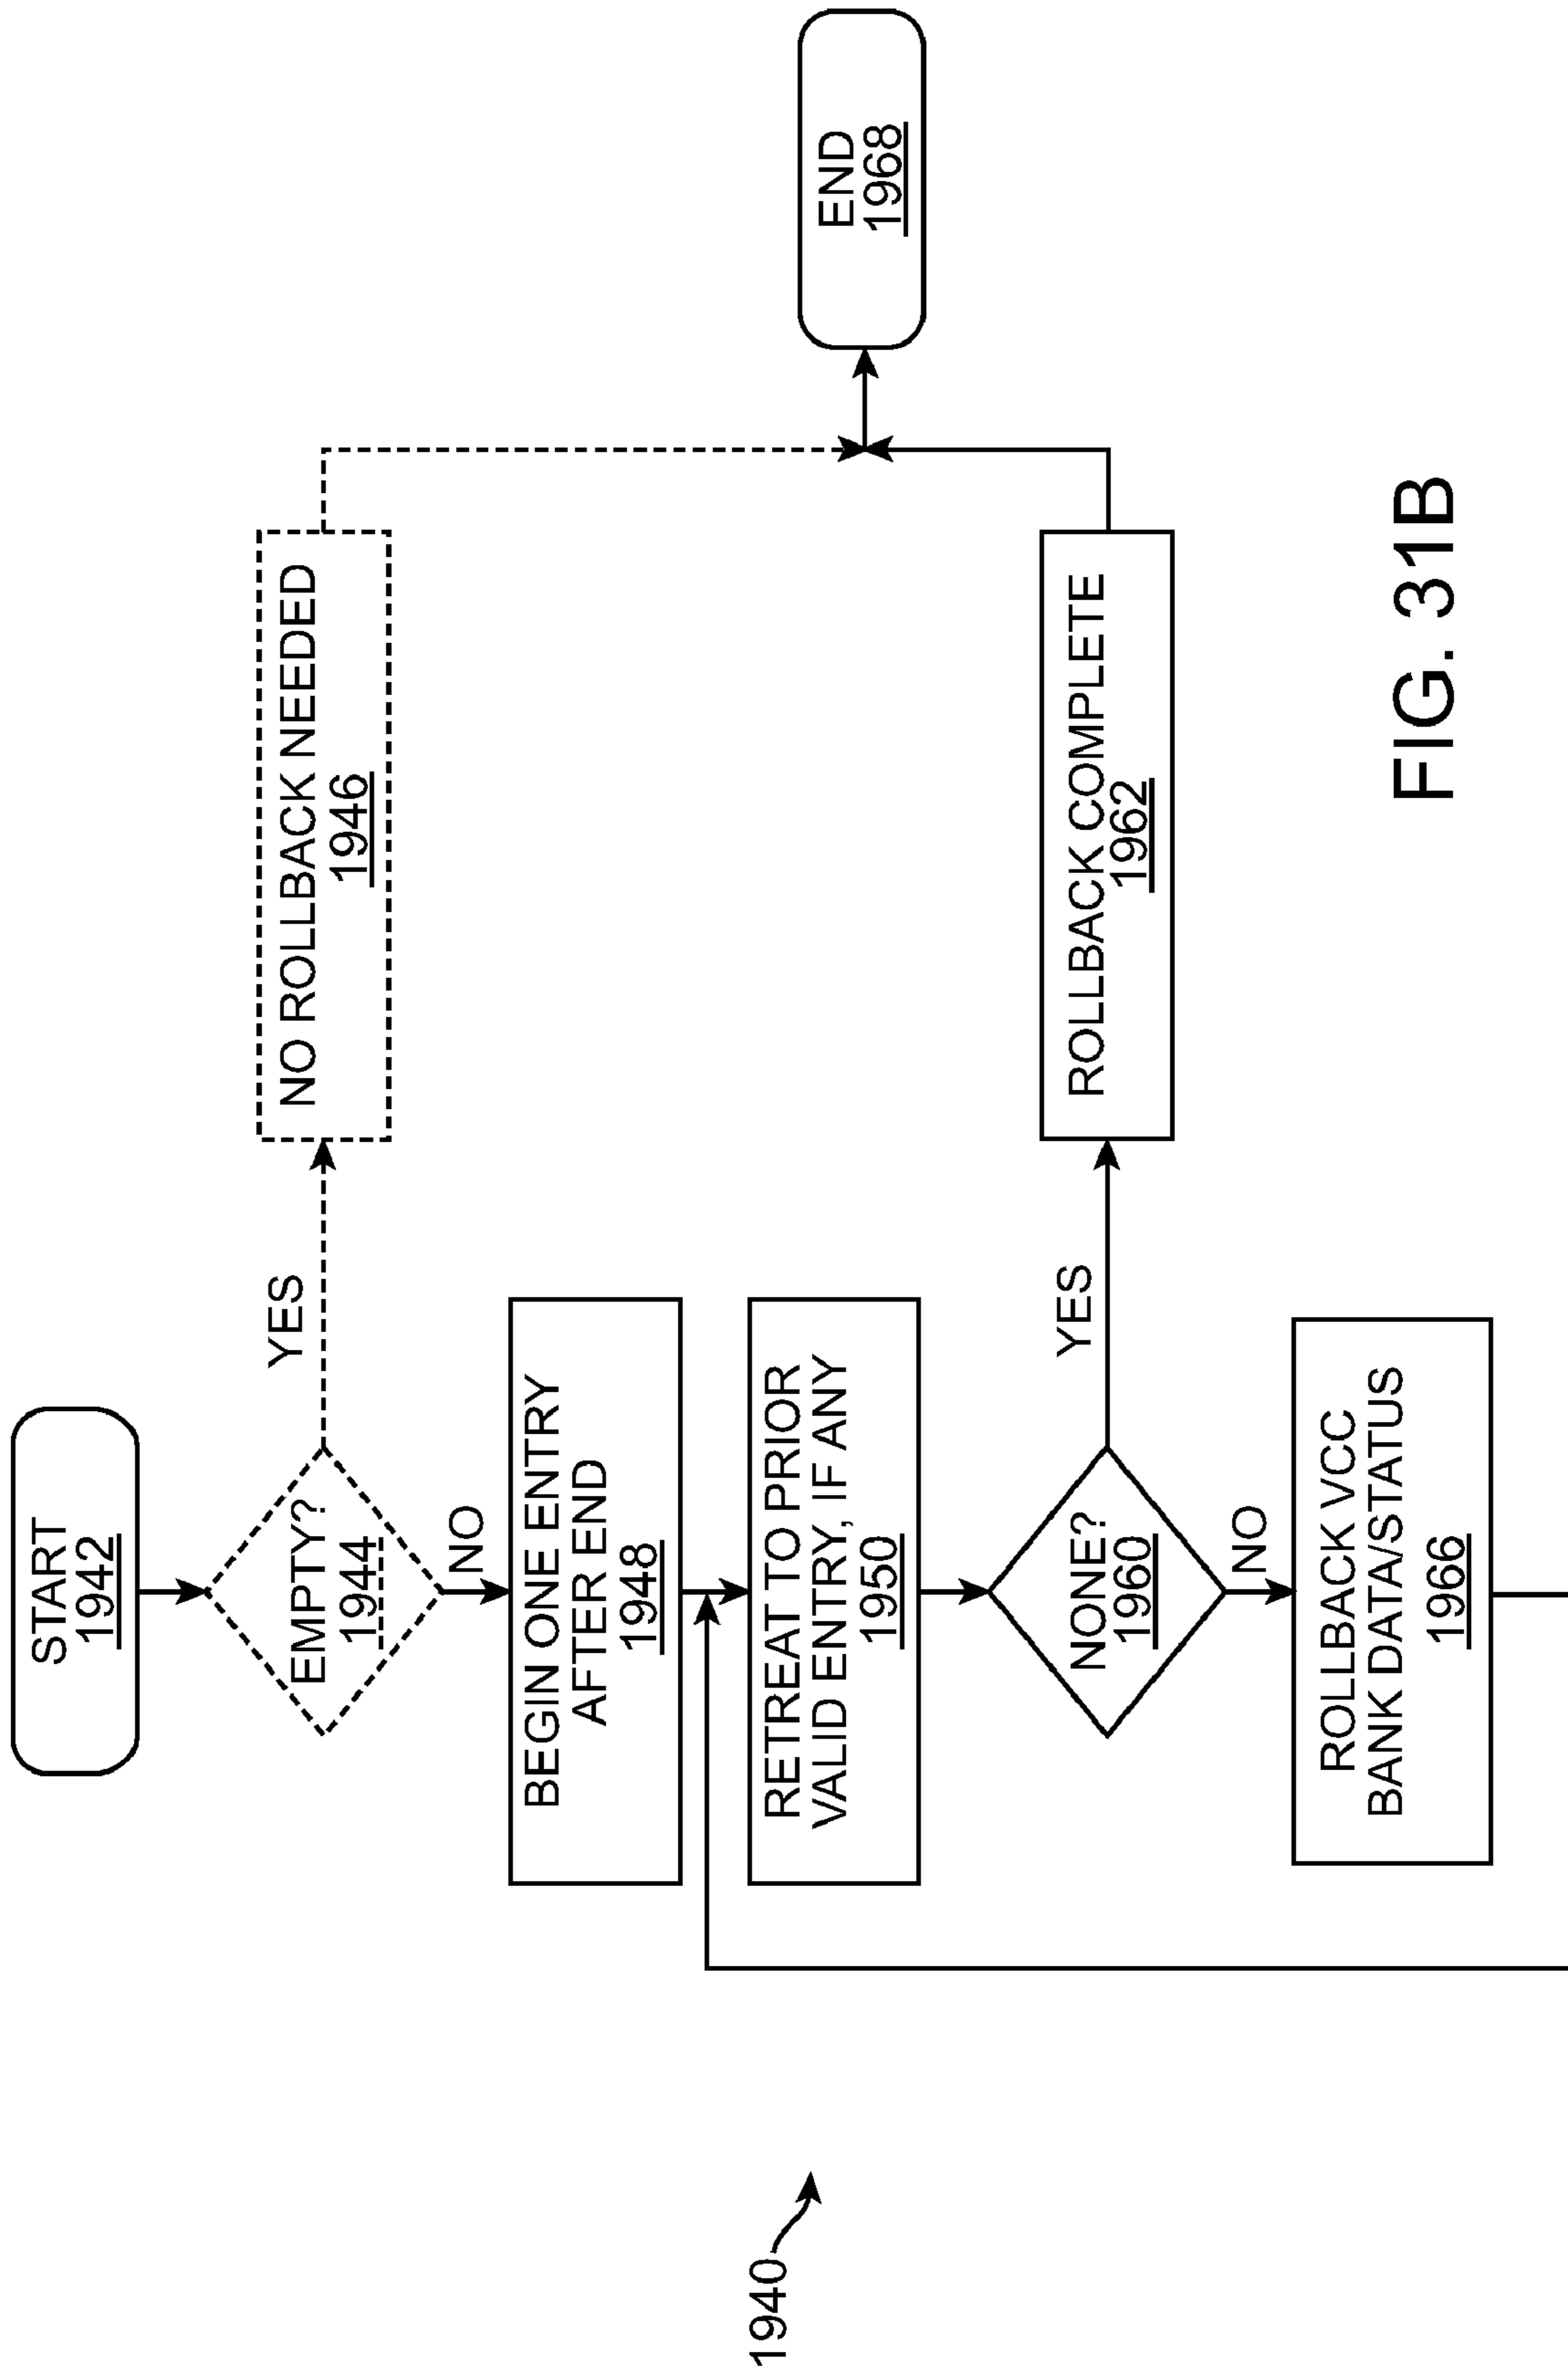 START
1942
EMPTY?
1944
YES
NO ROLLBACK NEEDED
1946
NO
BEGIN ONE ENTRY
AFTER END
1948
RETREAT TO PRIOR
VALID ENTRY, IF ANY
1950
NONE?
1960
YES
ROLLBACK COMPLETE
1962
END
1968
NO
ROLLBACK VCC
BANK DATA/STATUS
1966
1940
FIG. 31B